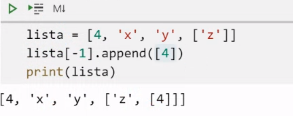 M↓
lista = [4, 'x', 'y', ['z']]
lista[-1].append([4])
print(lista)
[4, 'x', 'y', ['z', [4]]]